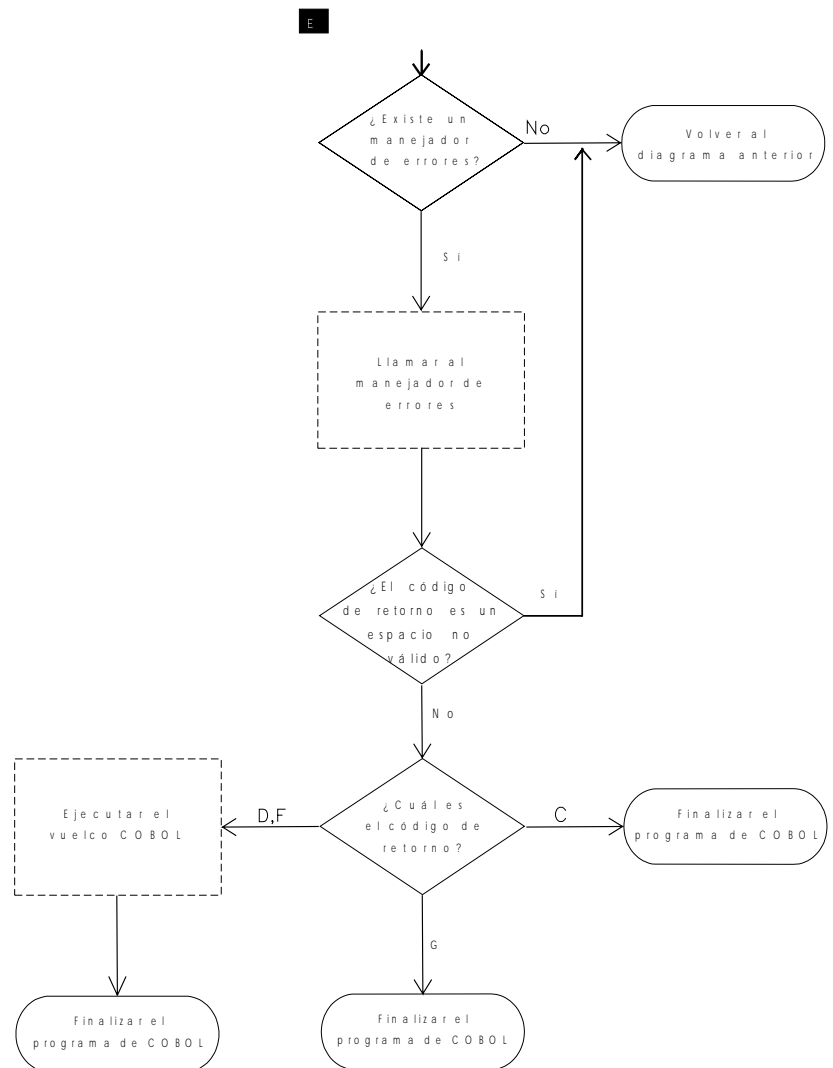 E
¿Existe un
manejador
de errores?
No
Volver al
diagrama anterior
Sí
Llamar al
manejador de
errores
¿El código
de retorno es un
espacio no
válido?
Sí
No
Ejecutar el
vuelco COBOL
D,F
¿Cuál es
el código de
retorno?
C
Finalizar el
programa de COBOL
G
Finalizar el
programa de COBOL
Finalizar el
programa de COBOL